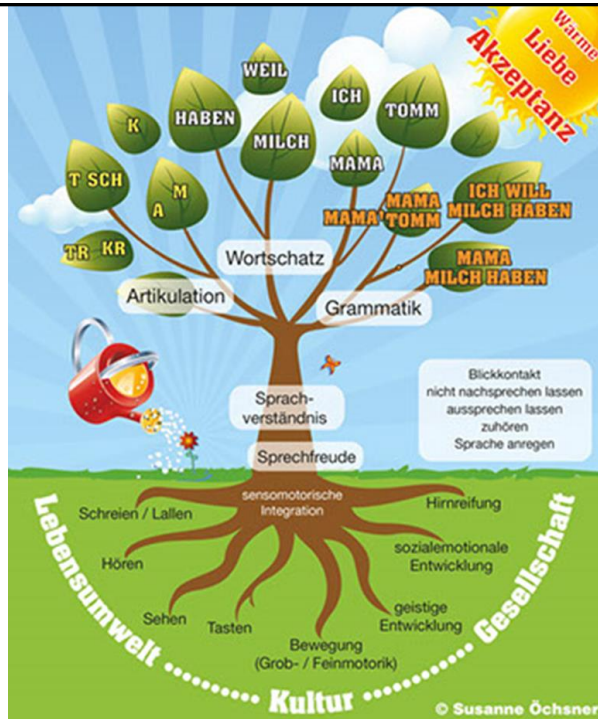 Wärme
Liebe
Akzeptanz
WEIL
ICH
HABEN
TOMM
K
MILCH
MAMA
T SCH
M
A
MAMA
MAMA' TOMM
ICH WILL
MILCH HABEN
TR KR
Wortschatz
MAMA
MILCH HABEN
Artikulation
Grammatik
Blickkontakt
nicht nachsprechen lassen
aussprechen lassen
zuhören
Sprache anregen
Sprach-
verständnis
Sprechfreude
sensomotorische
Integration
Schreien / Lallen
Hirnreifung
Hören
sozialemotionale
Entwicklung
Sehen
Tasten
geistige
Entwicklung
Bewegung
(Grob- / Feinmotorik)
Lebensumwelt
Kultur
Gesellschaft
© Susanne Öchsner